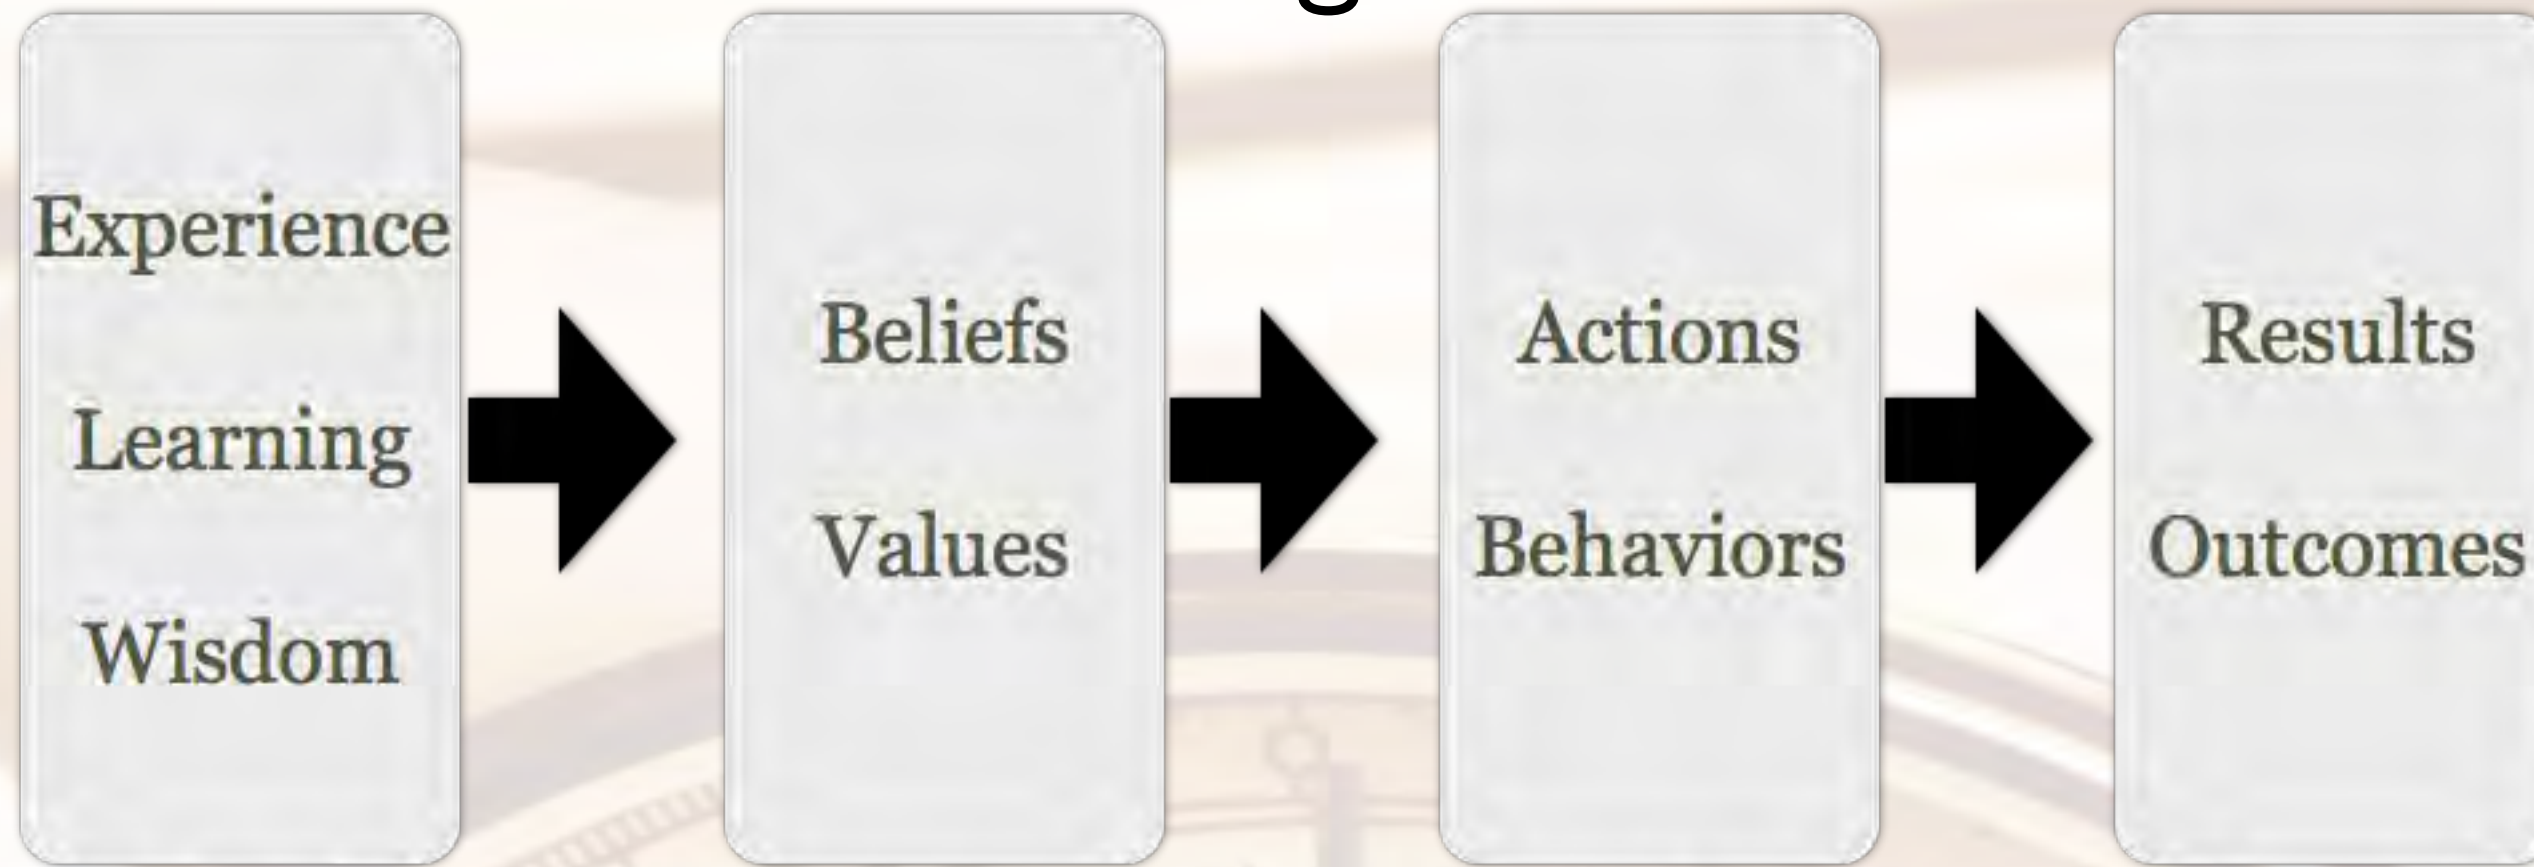 Experience
Learning
Wisdom
Beliefs
Values
Actions
Behaviors
Results
Outcomes